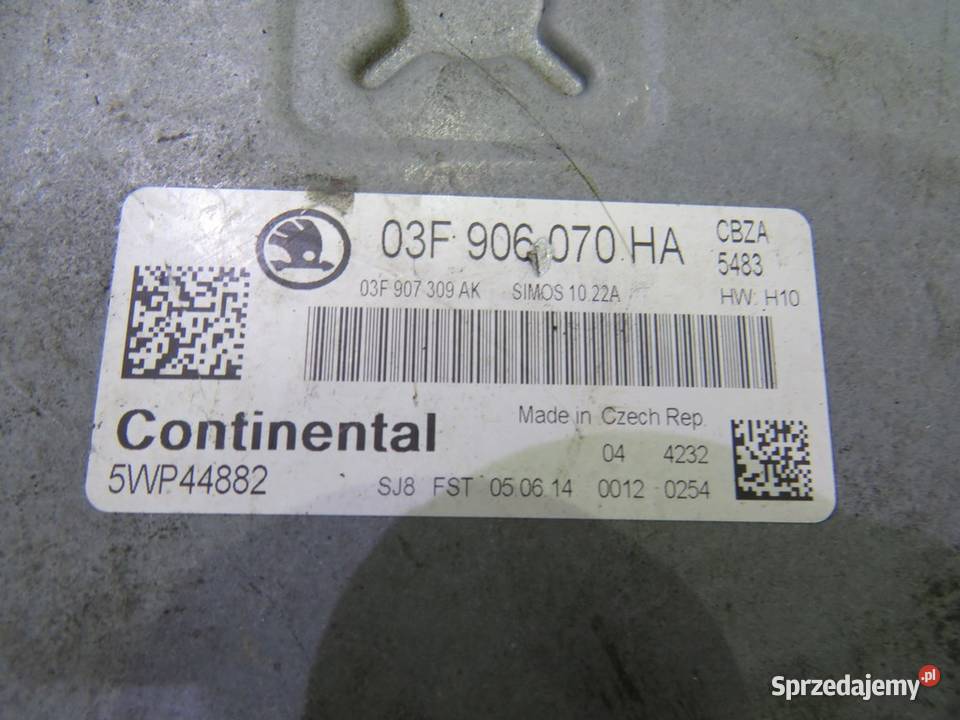 03F 906 070 HA
CBZA
5483
03F 907 309 AK SIMOS 10.22A HW: H10
Continental
Made in Czech Rep.
5WP44882
04 4232
SJ8 FST 05.06.14 0012 0254
Sprzedajemy.pl